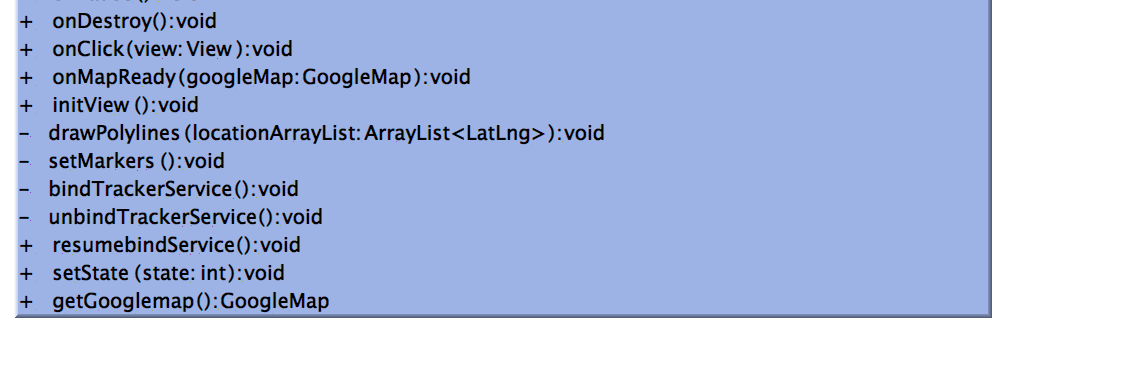 + onDestroy():void
+ onClick(view: View ):void
+ onMapReady(googleMap:GoogleMap):void
+ initView ():void
- drawPolylines (locationArrayList: ArrayList<LatLng>):void
- setMarkers ():void
- bindTrackerService():void
- unbindTrackerService():void
+ resumebindService():void
+ setState (state: int):void
+ getGooglemap():GoogleMap